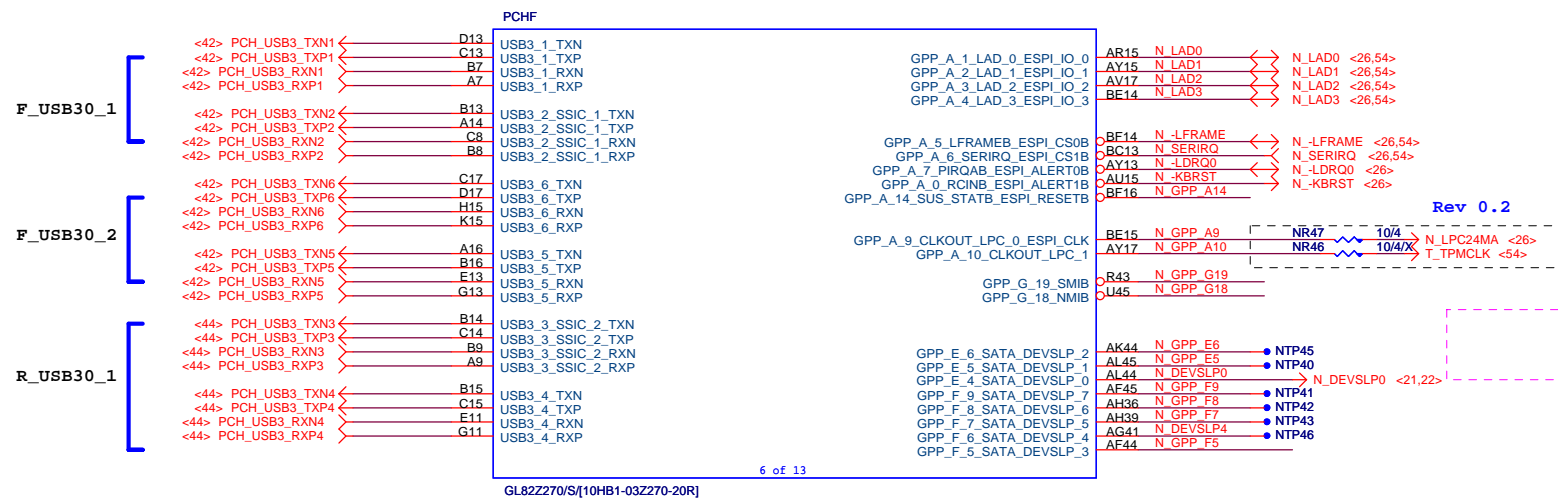 PCHF
<42> PCH_USB3_TXN1 D13 USB3_1_TXN
<42> PCH_USB3_TXP1 C13 USB3_1_TXP
<42> PCH_USB3_RXN1 B7 USB3_1_RXN
<42> PCH_USB3_RXP1 A7 USB3_1_RXP
F_USB30_1
<42> PCH_USB3_TXN2 B13 USB3_2_SSIC_1_TXN
<42> PCH_USB3_TXP2 A14 USB3_2_SSIC_1_TXP
<42> PCH_USB3_RXN2 C8 USB3_2_SSIC_1_RXN
<42> PCH_USB3_RXP2 B8 USB3_2_SSIC_1_RXP
<42> PCH_USB3_TXN6 C17 USB3_6_TXN
<42> PCH_USB3_TXP6 D17 USB3_6_TXP
<42> PCH_USB3_RXN6 H15 USB3_6_RXN
<42> PCH_USB3_RXP6 K15 USB3_6_RXP
F_USB30_2
<42> PCH_USB3_TXN5 A16 USB3_5_TXN
<42> PCH_USB3_TXP5 B16 USB3_5_TXP
<42> PCH_USB3_RXN5 E13 USB3_5_RXN
<42> PCH_USB3_RXP5 G13 USB3_5_RXP
<44> PCH_USB3_TXN3 B14 USB3_3_SSIC_2_TXN
<44> PCH_USB3_TXP3 C14 USB3_3_SSIC_2_TXP
<44> PCH_USB3_RXN3 B9 USB3_3_SSIC_2_RXN
<44> PCH_USB3_RXP3 A9 USB3_3_SSIC_2_RXP
R_USB30_1
<44> PCH_USB3_TXN4 B15 USB3_4_TXN
<44> PCH_USB3_TXP4 C15 USB3_4_TXP
<44> PCH_USB3_RXN4 E11 USB3_4_RXN
<44> PCH_USB3_RXP4 G11 USB3_4_RXP
GPP_A_1_LAD_0_ESPI_IO_0 AR15 N_LAD0 N_LAD0 <26,54>
GPP_A_2_LAD_1_ESPI_IO_1 AY15 N_LAD1 N_LAD1 <26,54>
GPP_A_3_LAD_2_ESPI_IO_2 AV17 N_LAD2 N_LAD2 <26,54>
GPP_A_4_LAD_3_ESPI_IO_3 BE14 N_LAD3 N_LAD3 <26,54>
GPP_A_5_LFRAMEB_ESPI_CS0B BF14 N_-LFRAME N_-LFRAME <26,54>
GPP_A_6_SERIRQ_ESPI_CS1B BC13 N_SERIRQ N_SERIRQ <26,54>
GPP_A_7_PIRQAB_ESPI_ALERT0B AY13 N_-LDRQ0 N_-LDRQ0 <26>
GPP_A_0_RCINB_ESPI_ALERT1B AU15 N_-KBRST N_-KBRST <26>
GPP_A_14_SUS_STATB_ESPI_RESETB BF16 N_GPP_A14
Rev 0.2
GPP_A_9_CLKOUT_LPC_0_ESPI_CLK BE15 N_GPP_A9 NR47 10/4 N_LPC24MA <26>
GPP_A_10_CLKOUT_LPC_1 AY17 N_GPP_A10 NR46 10/4/X T_TPMCLK <54>
GPP_G_19_SMIB R43 N_GPP_G19
GPP_G_18_NMIB U45 N_GPP_G18
GPP_E_6_SATA_DEVSLP_2 AK44 N_GPP_E6 NTP45
GPP_E_5_SATA_DEVSLP_1 AL45 N_GPP_E5 NTP40
GPP_E_4_SATA_DEVSLP_0 AL44 N_DEVSLP0 N_DEVSLP0 <21,22>
GPP_F_9_SATA_DEVSLP_7 AF45 N_GPP_F9 NTP41
GPP_F_8_SATA_DEVSLP_6 AH36 N_GPP_F8 NTP42
GPP_F_7_SATA_DEVSLP_5 AH39 N_GPP_F7 NTP43
GPP_F_6_SATA_DEVSLP_4 AG41 N_DEVSLP4 NTP46
GPP_F_5_SATA_DEVSLP_3 AF44 N_GPP_F5
6 of 13
GL82Z270/S/[10HB1-03Z270-20R]